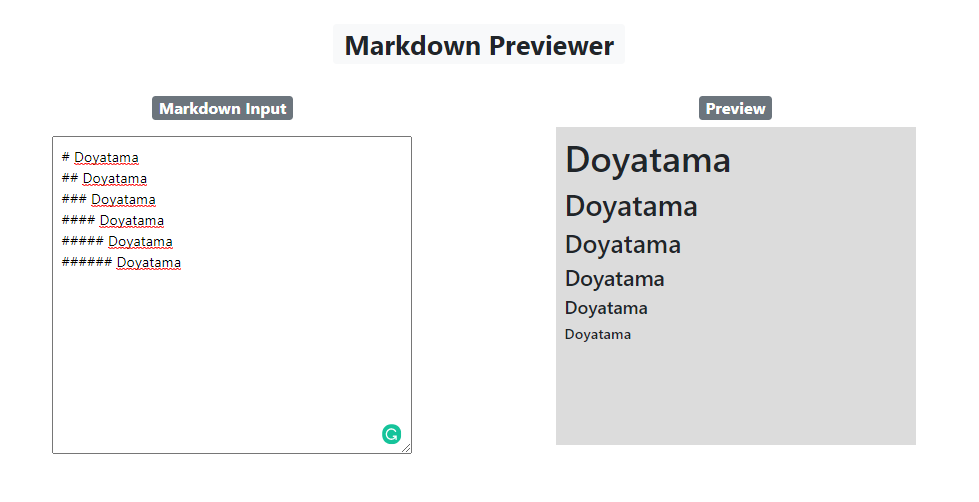 Markdown Previewer
Markdown Input
# Doyatama
## Doyatama
### Doyatama
#### Doyatama
##### Doyatama
###### Doyatama
Preview
Doyatama
Doyatama
Doyatama
Doyatama
Doyatama
Doyatama